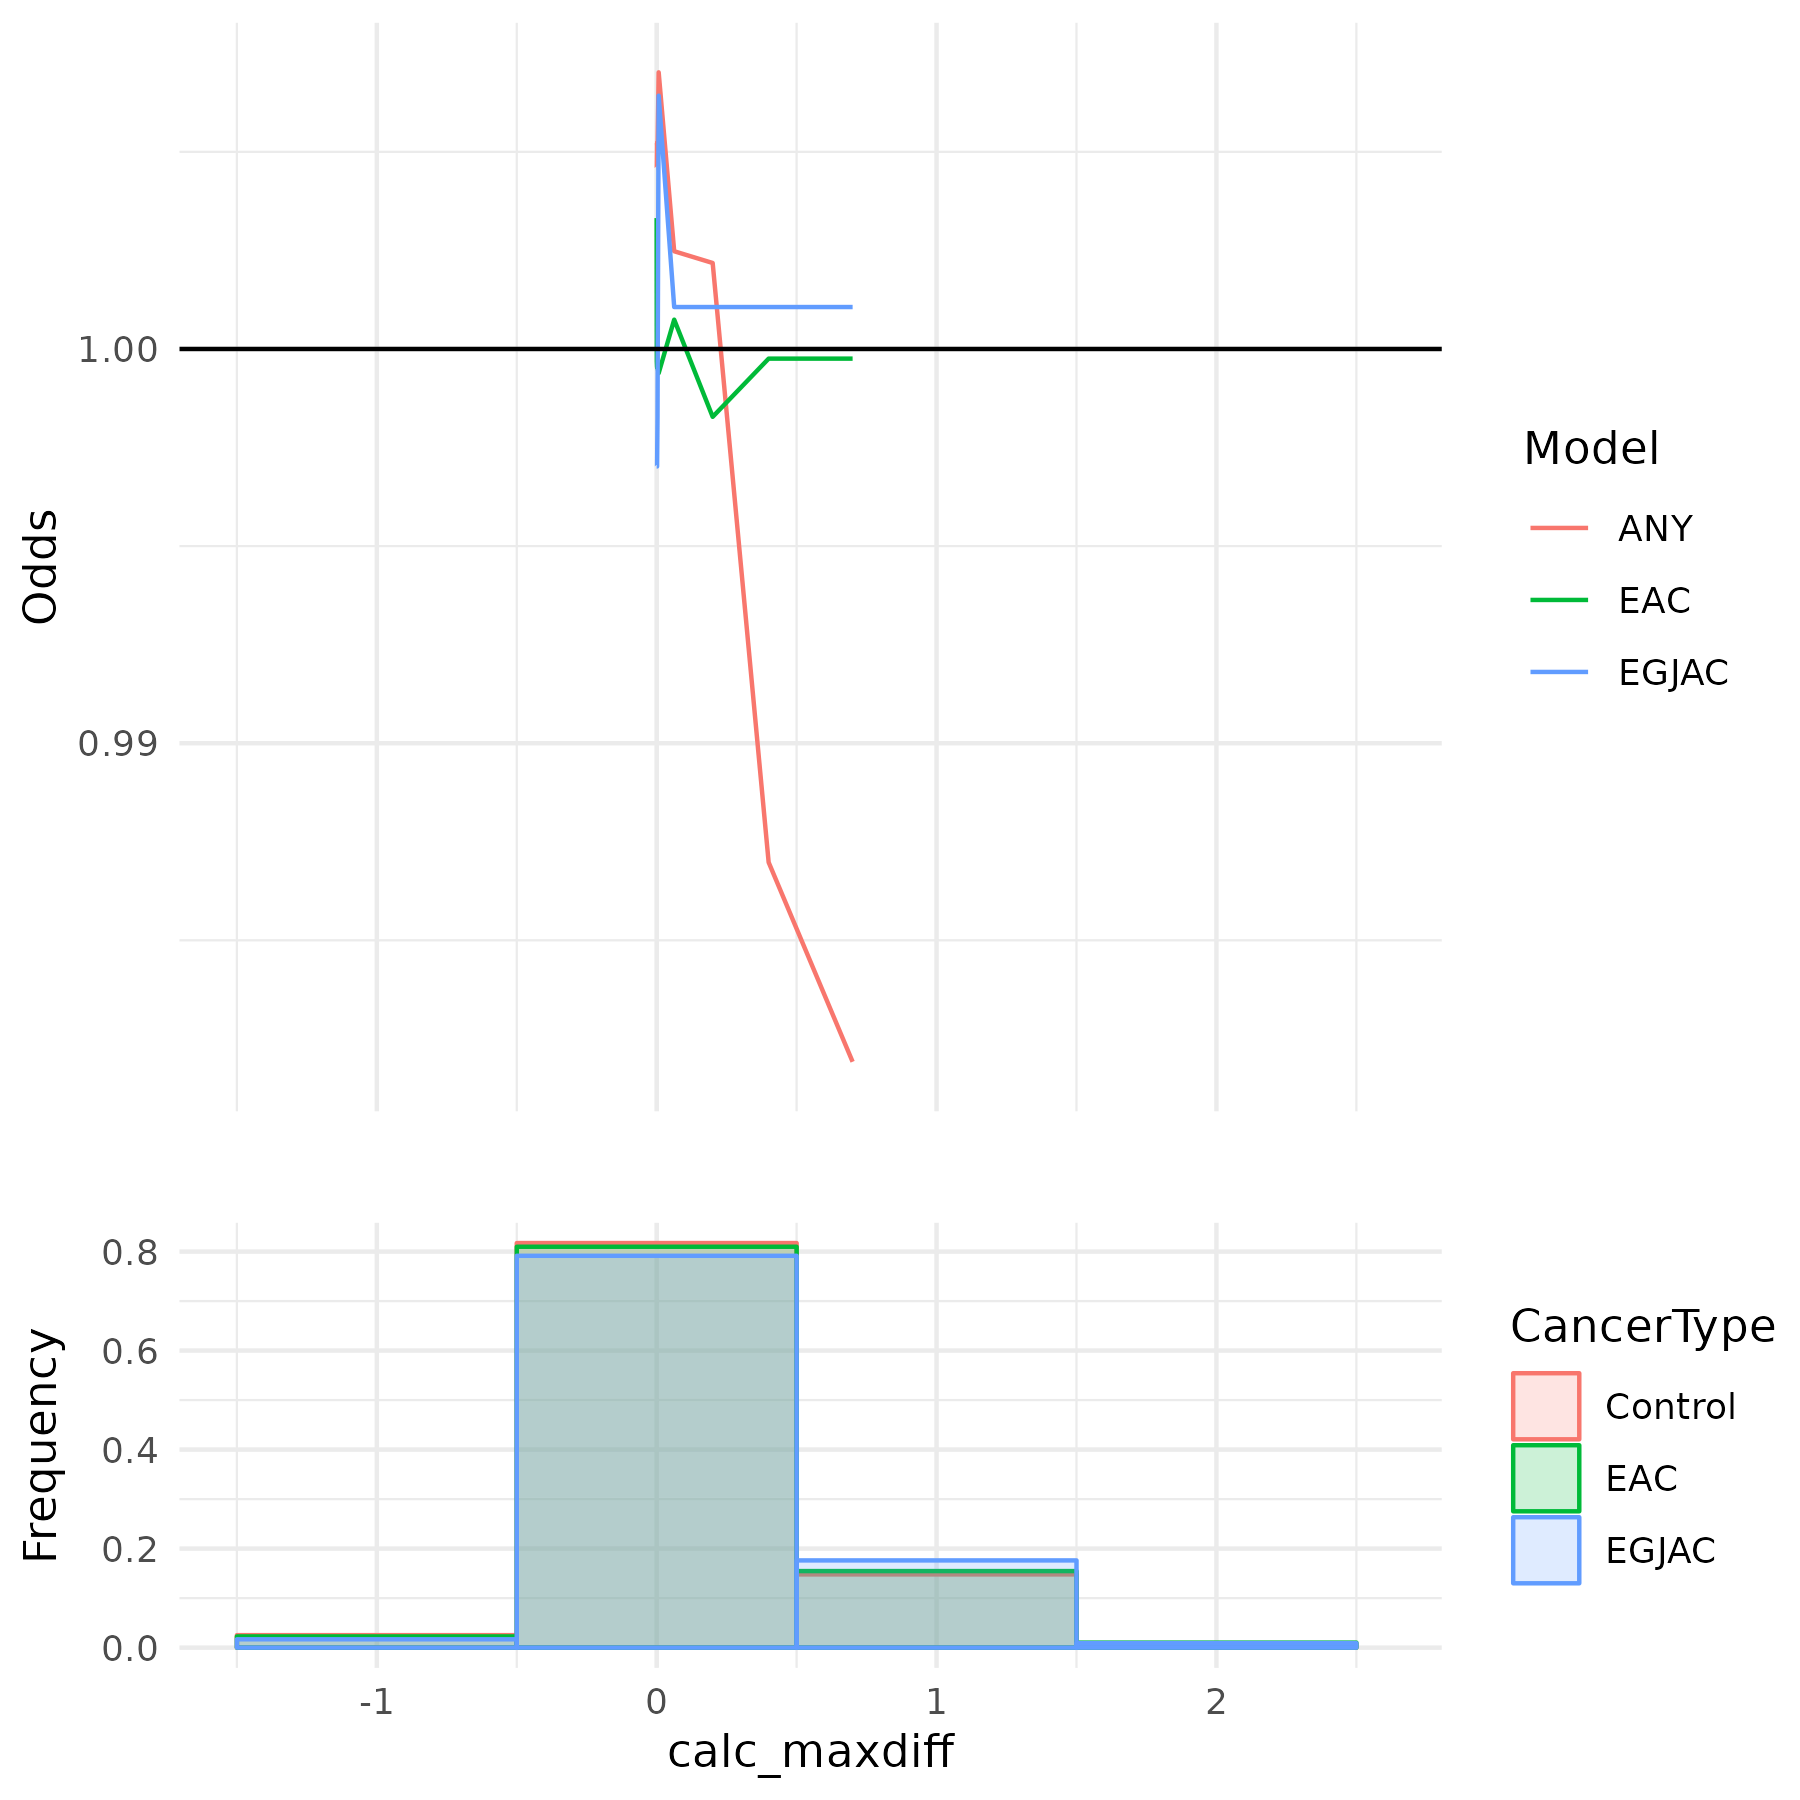 Odds
1.00
0.99
Model
ANY
EAC
EGJAC
Frequency
0.8
0.6
0.4
0.2
0.0
-1 0 1 2
calc_maxdiff
CancerType
Control
EAC
EGJAC